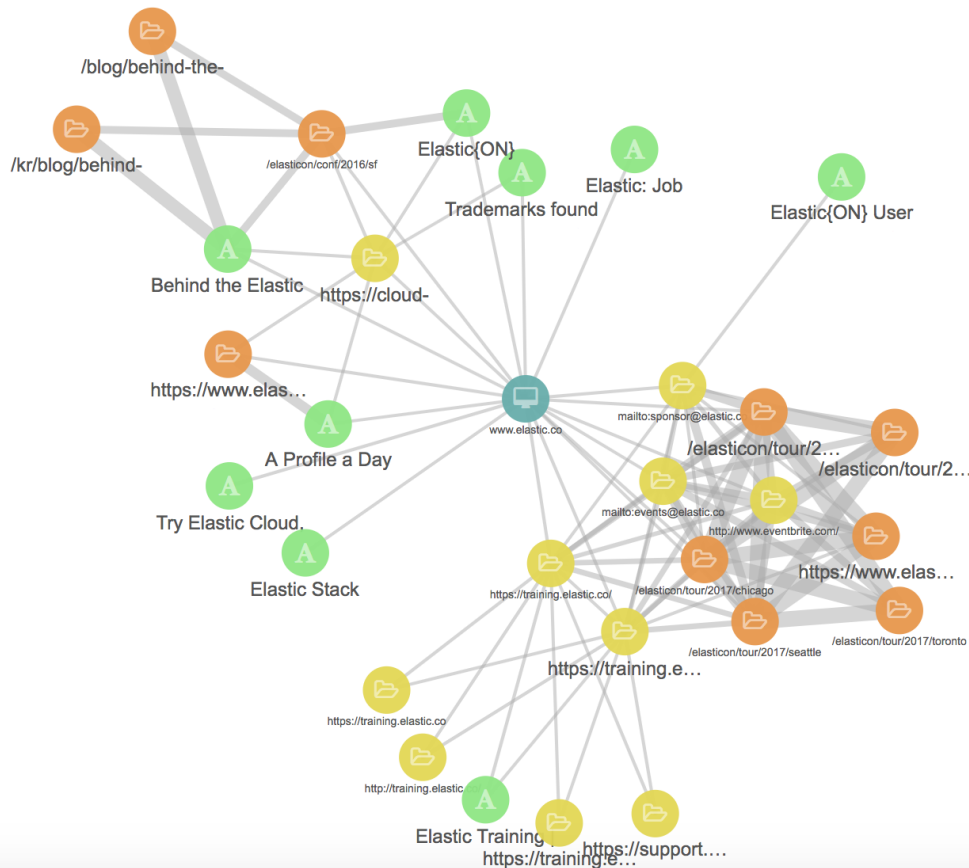 /blog/behind-the-
/kr/blog/behind-
/elasticon/conf/2016/sf
Elastic{ON}
Trademarks found
Elastic: Job
Elastic{ON} User
Behind the Elastic
https://cloud-
https://www.elas…
www.elastic.co
A Profile a Day
Try Elastic Cloud.
Elastic Stack
mailto:sponsor@elastic.c
/elasticon/tour/2…
/elasticon/tour/2…
mailto:events@elastic.co
http://www.eventbrite.com/
https://www.elas…
https://training.elastic.co/
/elasticon/tour/2017/chicago
/elasticon/tour/2017/seattle
/elasticon/tour/2017/toronto
https://training.e…
https://training.elastic.co
http://training.elastic.
Elastic Training
https://training.e…
https://support.…